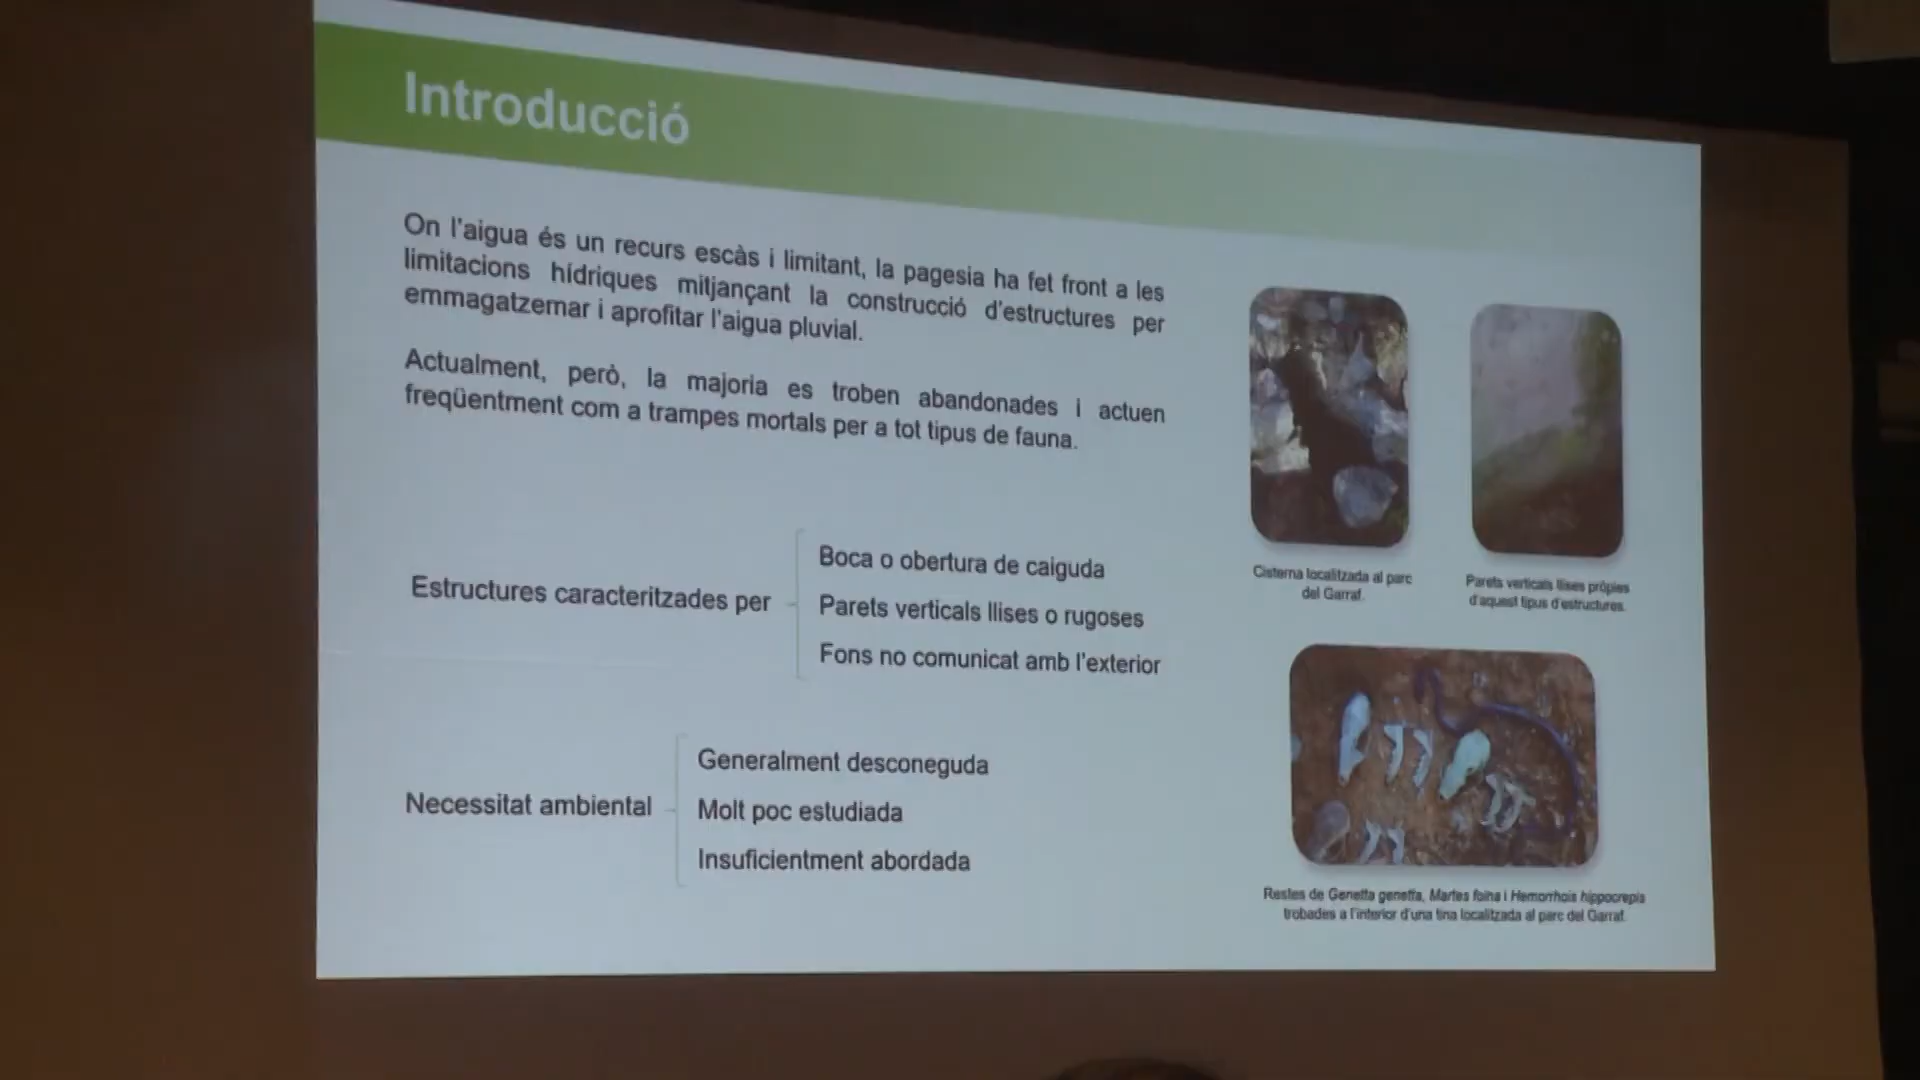 Introducció
On l'aigua és un recurs escàs i limitant, la pagesia ha fet front a les
limitacions hídriques mitjançant la construcció d'estructures per
emmagatzemar i aprofitar l'aigua pluvial.
Actualment, però, la majoria es troben abandonades i actuen
freqüentment com a trampes mortals per a tot tipus de fauna.
Estructures caracteritzades per
Boca o obertura de caiguda
Parets verticals llises o rugoses
Fons no comunicat amb l'exterior
Necessitat ambiental
Generalment desconeguda
Molt poc estudiada
Insuficientment abordada
Cisterna localitzada al parc
del Garraf.
Parets verticals llises pròpies
d'aquest tipus d'estructures.
Restes de Genetta genetta, Martes foina i Hemorrhois hippocrepis
trobades a l'interior d'una tina localitzada al parc del Garraf.